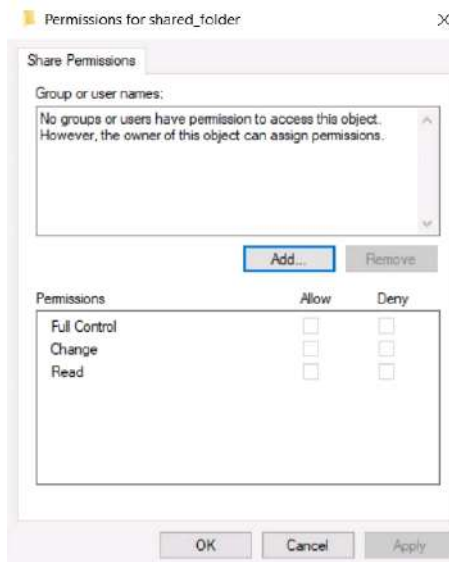 Permissions for shared_folder
Share Permissions
Group or user names:
No groups or users have permission to access this object.
However, the owner of this object can assign permissions.
Add...
Remove
Permissions
Allow
Deny
Full Control
Change
Read
OK
Cancel
Apply